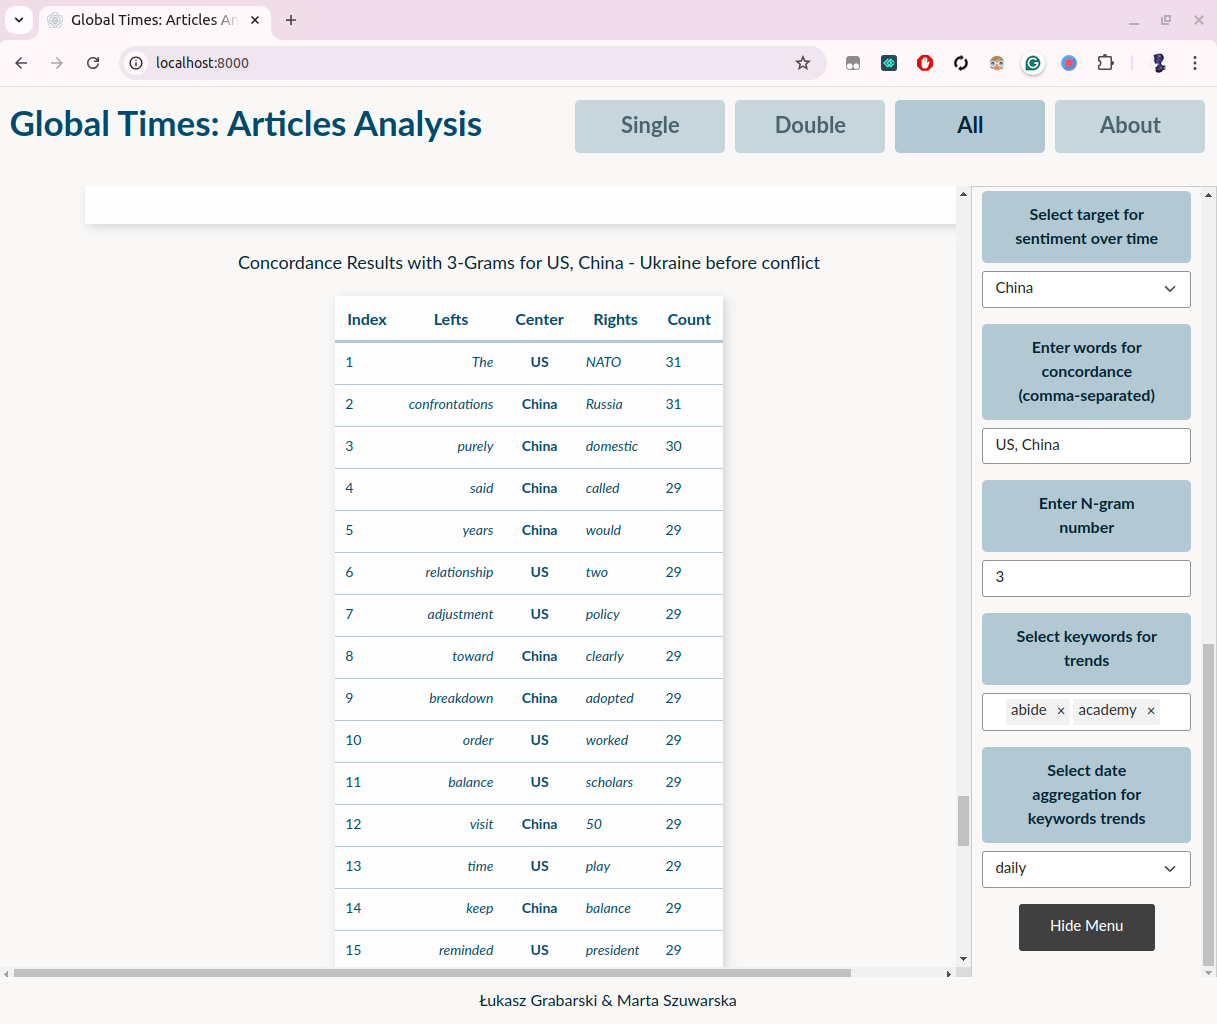 Global Times: Articles An
localhost:8000
Global Times: Articles Analysis
Single
Double
All
About
Concordance Results with 3-Grams for US, China - Ukraine before conflict
Index Lefts Center Rights Count
1 The US NATO 31
2 confrontations China Russia 31
3 purely China domestic 30
4 said China called 29
5 years China would 29
6 relationship US two 29
7 adjustment US policy 29
8 toward China clearly 29
9 breakdown China adopted 29
10 order US worked 29
11 balance US scholars 29
12 visit China 50 29
13 time US play 29
14 keep China balance 29
15 reminded US president 29
Select target for
sentiment over time
China
Enter words for
concordance
(comma-separated)
US, China
Enter N-gram
number
3
Select keywords for
trends
abide × academy ×
Select date
aggregation for
keywords trends
daily
Hide Menu
Łukasz Grabarski & Marta Szuwarska